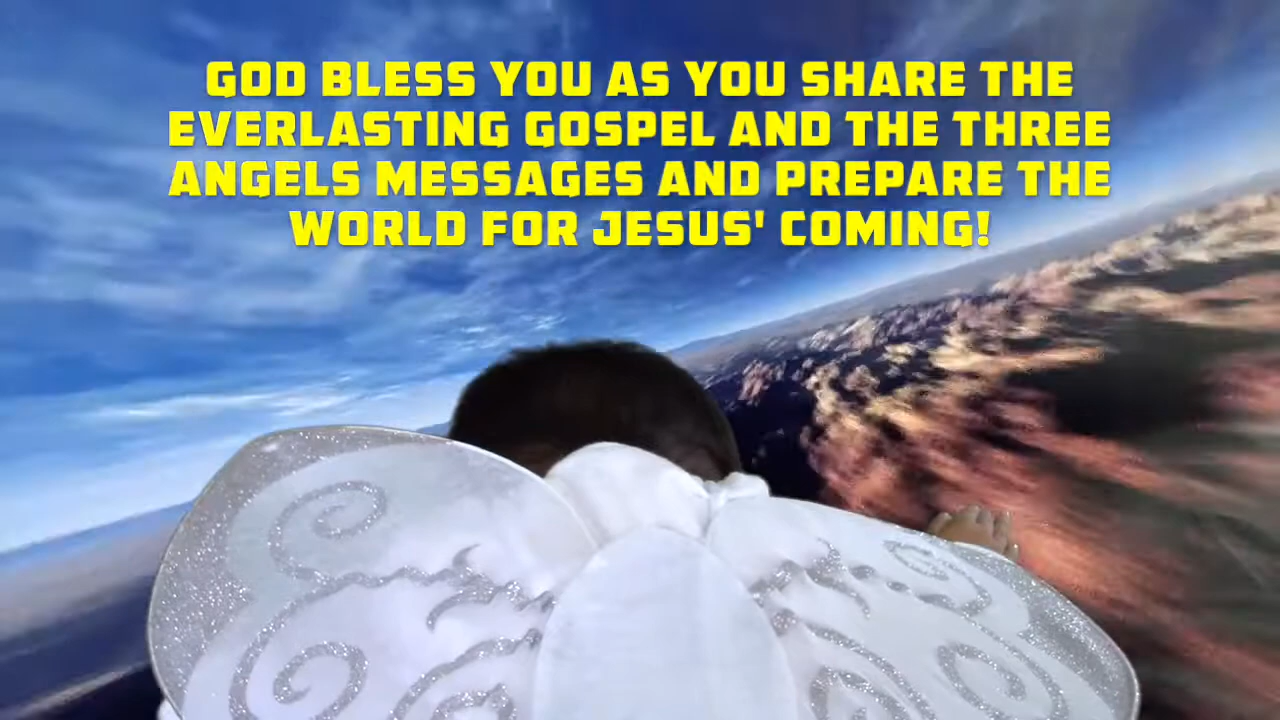 GOD BLESS YOU AS YOU SHARE THE
EVERLASTING GOSPEL AND THE THREE
ANGELS MESSAGES AND PREPARE THE
WORLD FOR JESUS' COMING!